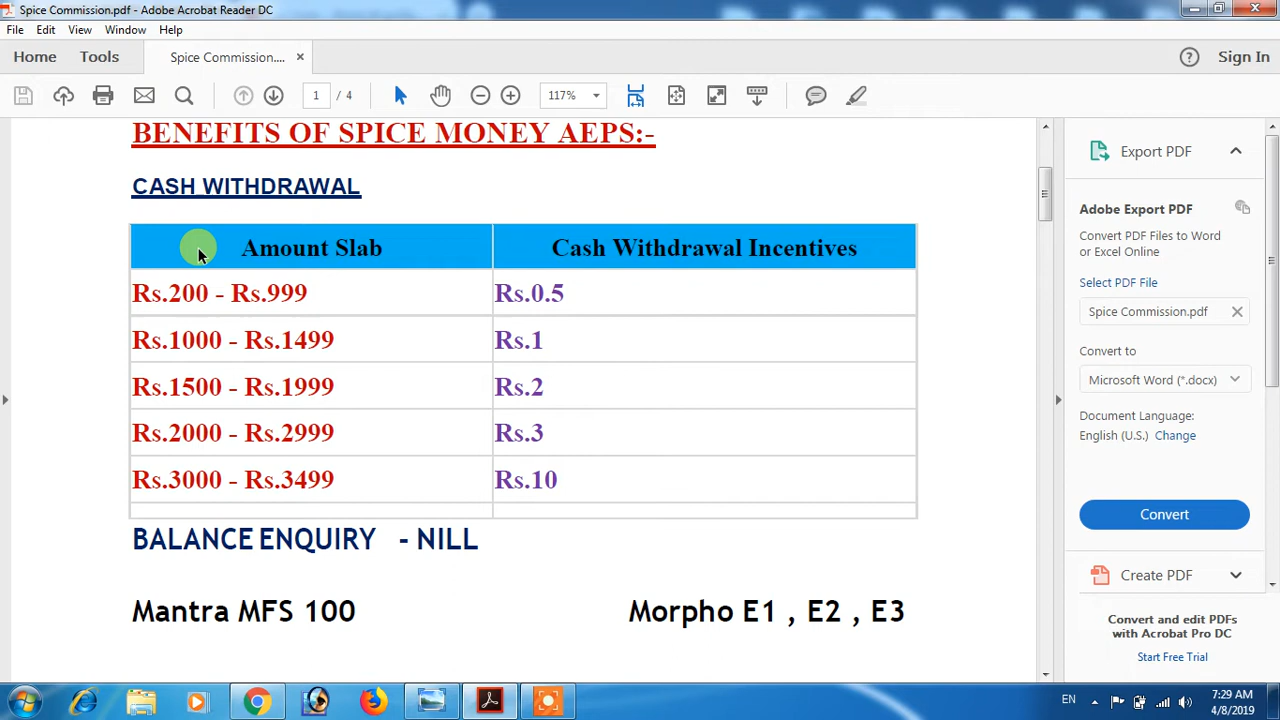 Spice Commission.pdf - Adobe Acrobat Reader DC
File Edit View Window Help
Home Tools Spice Commission.... × Sign In
1 / 4 117%
BENEFITS OF SPICE MONEY AEPS:-
CASH WITHDRAWAL
Amount Slab Cash Withdrawal Incentives
Rs.200 - Rs.999 Rs.0.5
Rs.1000 - Rs.1499 Rs.1
Rs.1500 - Rs.1999 Rs.2
Rs.2000 - Rs.2999 Rs.3
Rs.3000 - Rs.3499 Rs.10
BALANCE ENQUIRY - NILL
Mantra MFS 100 Morpho E1 , E2 , E3
Export PDF
Adobe Export PDF
Convert PDF Files to Word
or Excel Online
Select PDF File
Spice Commission.pdf
Convert to
Microsoft Word (*.docx)
Document Language:
English (U.S.) Change
Convert
Create PDF
Convert and edit PDFs
with Acrobat Pro DC
Start Free Trial
EN
7:29 AM
4/8/2019